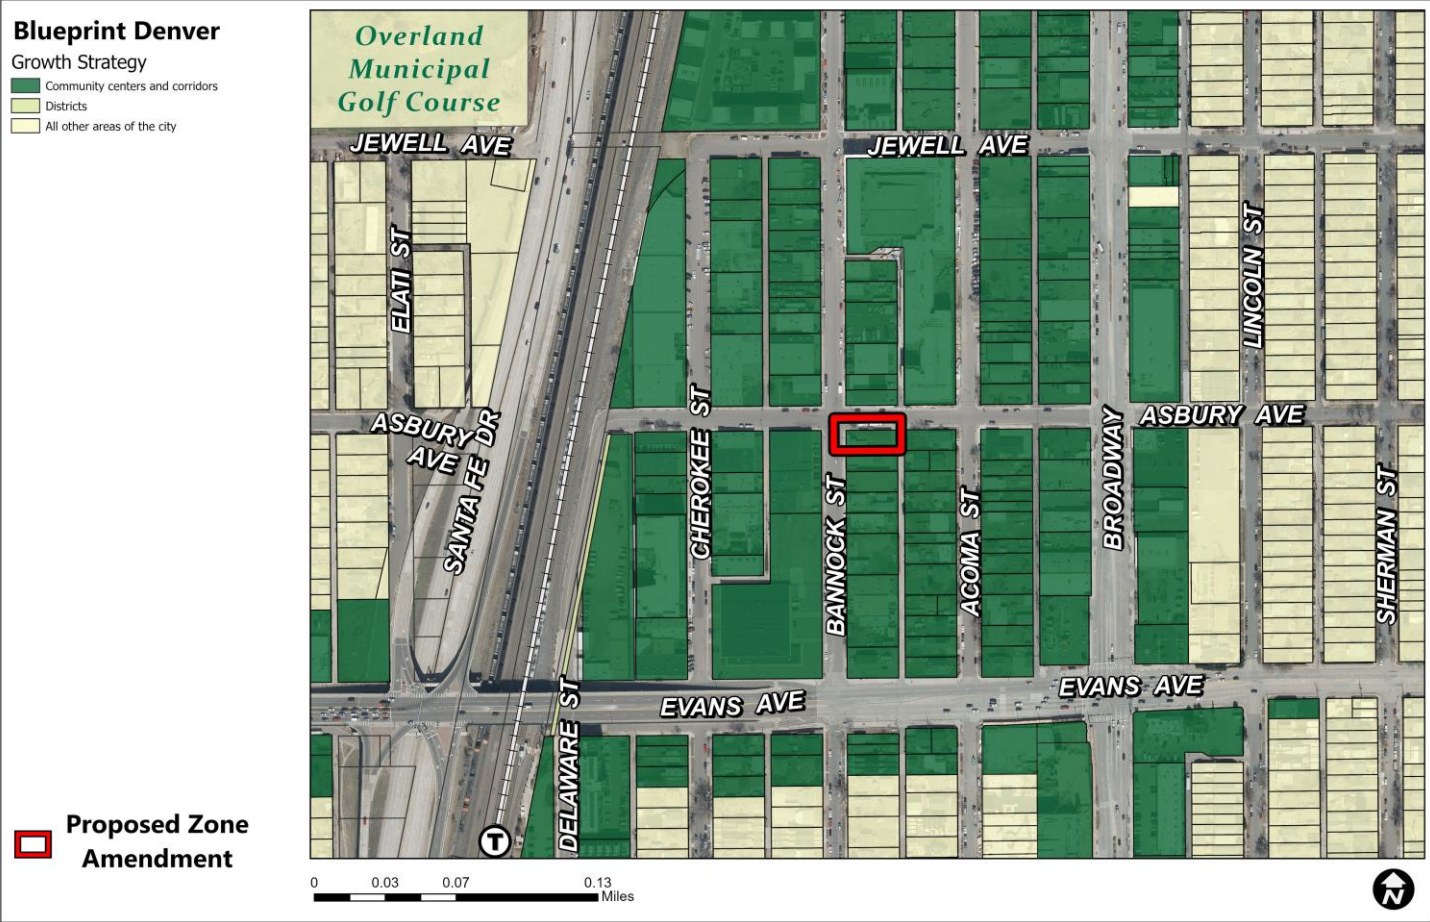 Blueprint Denver
Growth Strategy
Community centers and corridors
Districts
All other areas of the city
Overland
Municipal
Golf Course
JEWELL AVE
JEWELL AVE
ELATI ST
LINCOLN ST
ASBURY
AVE
SANTA FE DR
CHEROKEE ST
BANNOCK ST
ACOMA ST
BROADWAY
ASBURY AVE
SHERMAN ST
EVANS AVE
EVANS AVE
DELAWARE ST
T
Proposed Zone
Amendment
0 0.03 0.07 0.13
Miles
N